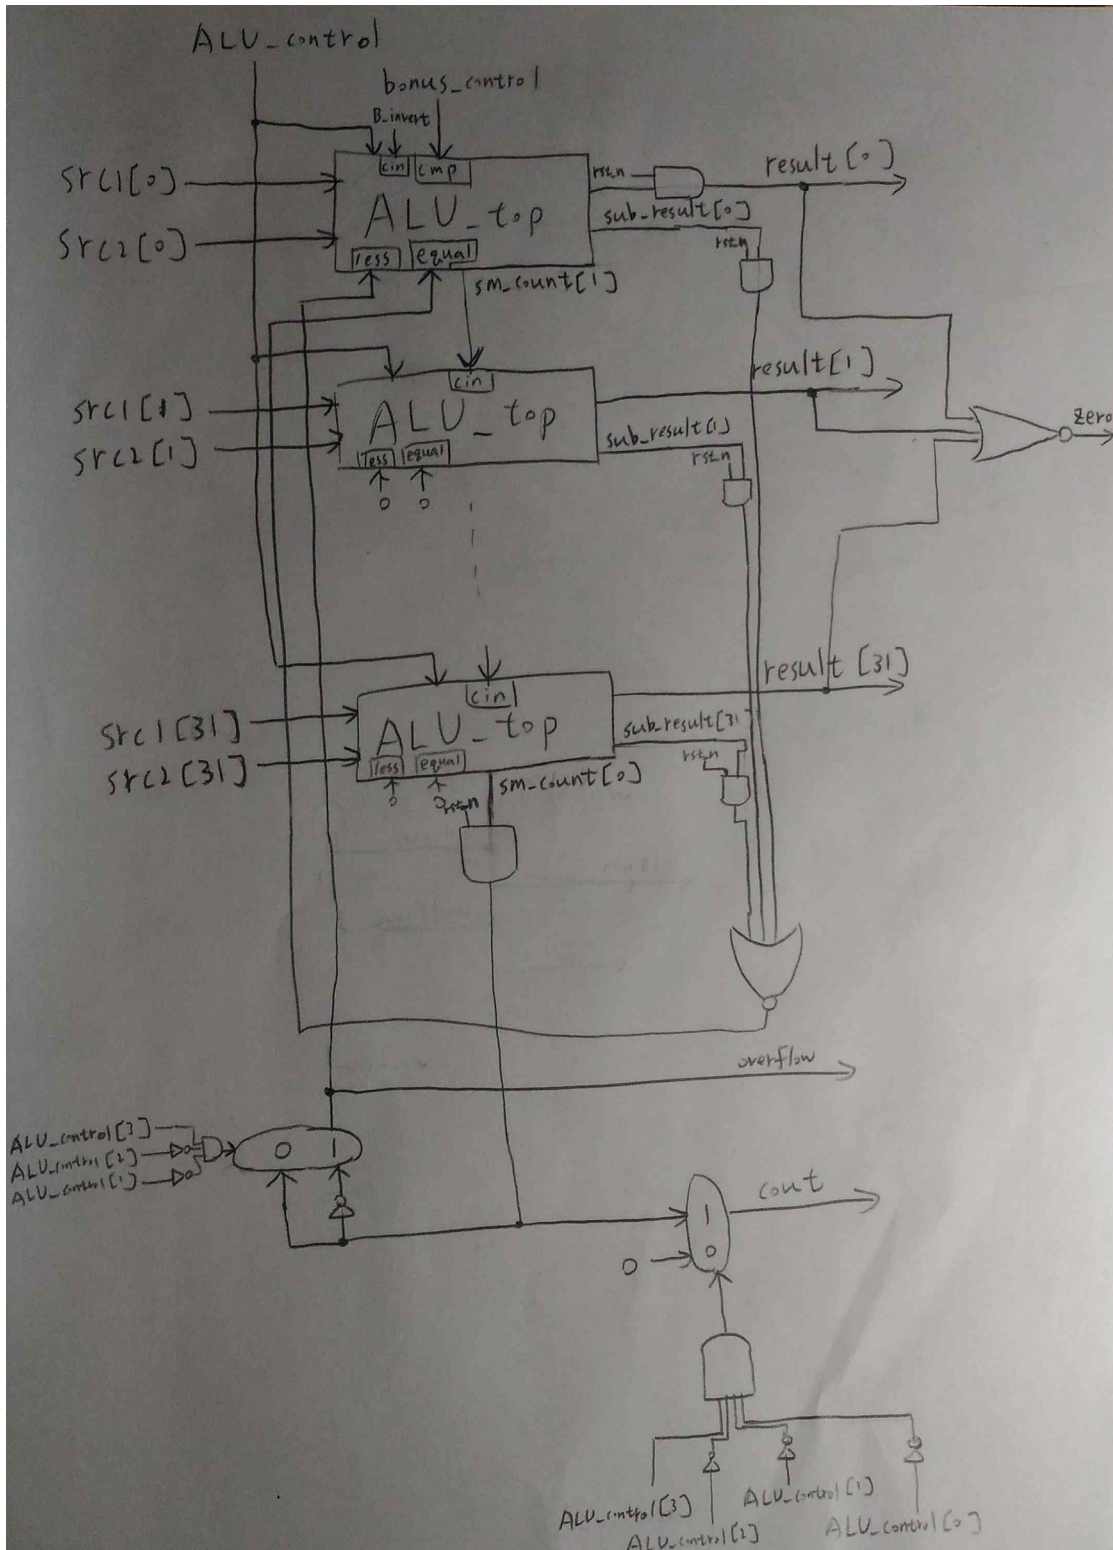 ALU_control
bonus_control
B_invert
cin
cmp
src1[0]
src2[0]
ALU_top
less
equal
rst_n
result[0]
sub_result[0]
rst_n
sm_count[1]
src1[1]
src2[1]
cin
ALU_top
less
equal
0
0
result[1]
sub_result[1]
rst_n
zero
src1[31]
src2[31]
cin
ALU_top
less
equal
0
0
rst_n
sm_count[0]
result[31]
sub_result[31]
rst_n
overflow
ALU_control[3]
ALU_control[2]
ALU_control[1]
0 1
1
0
0
cout
ALU_control[3]
ALU_control[2]
ALU_control[1]
ALU_control[0]